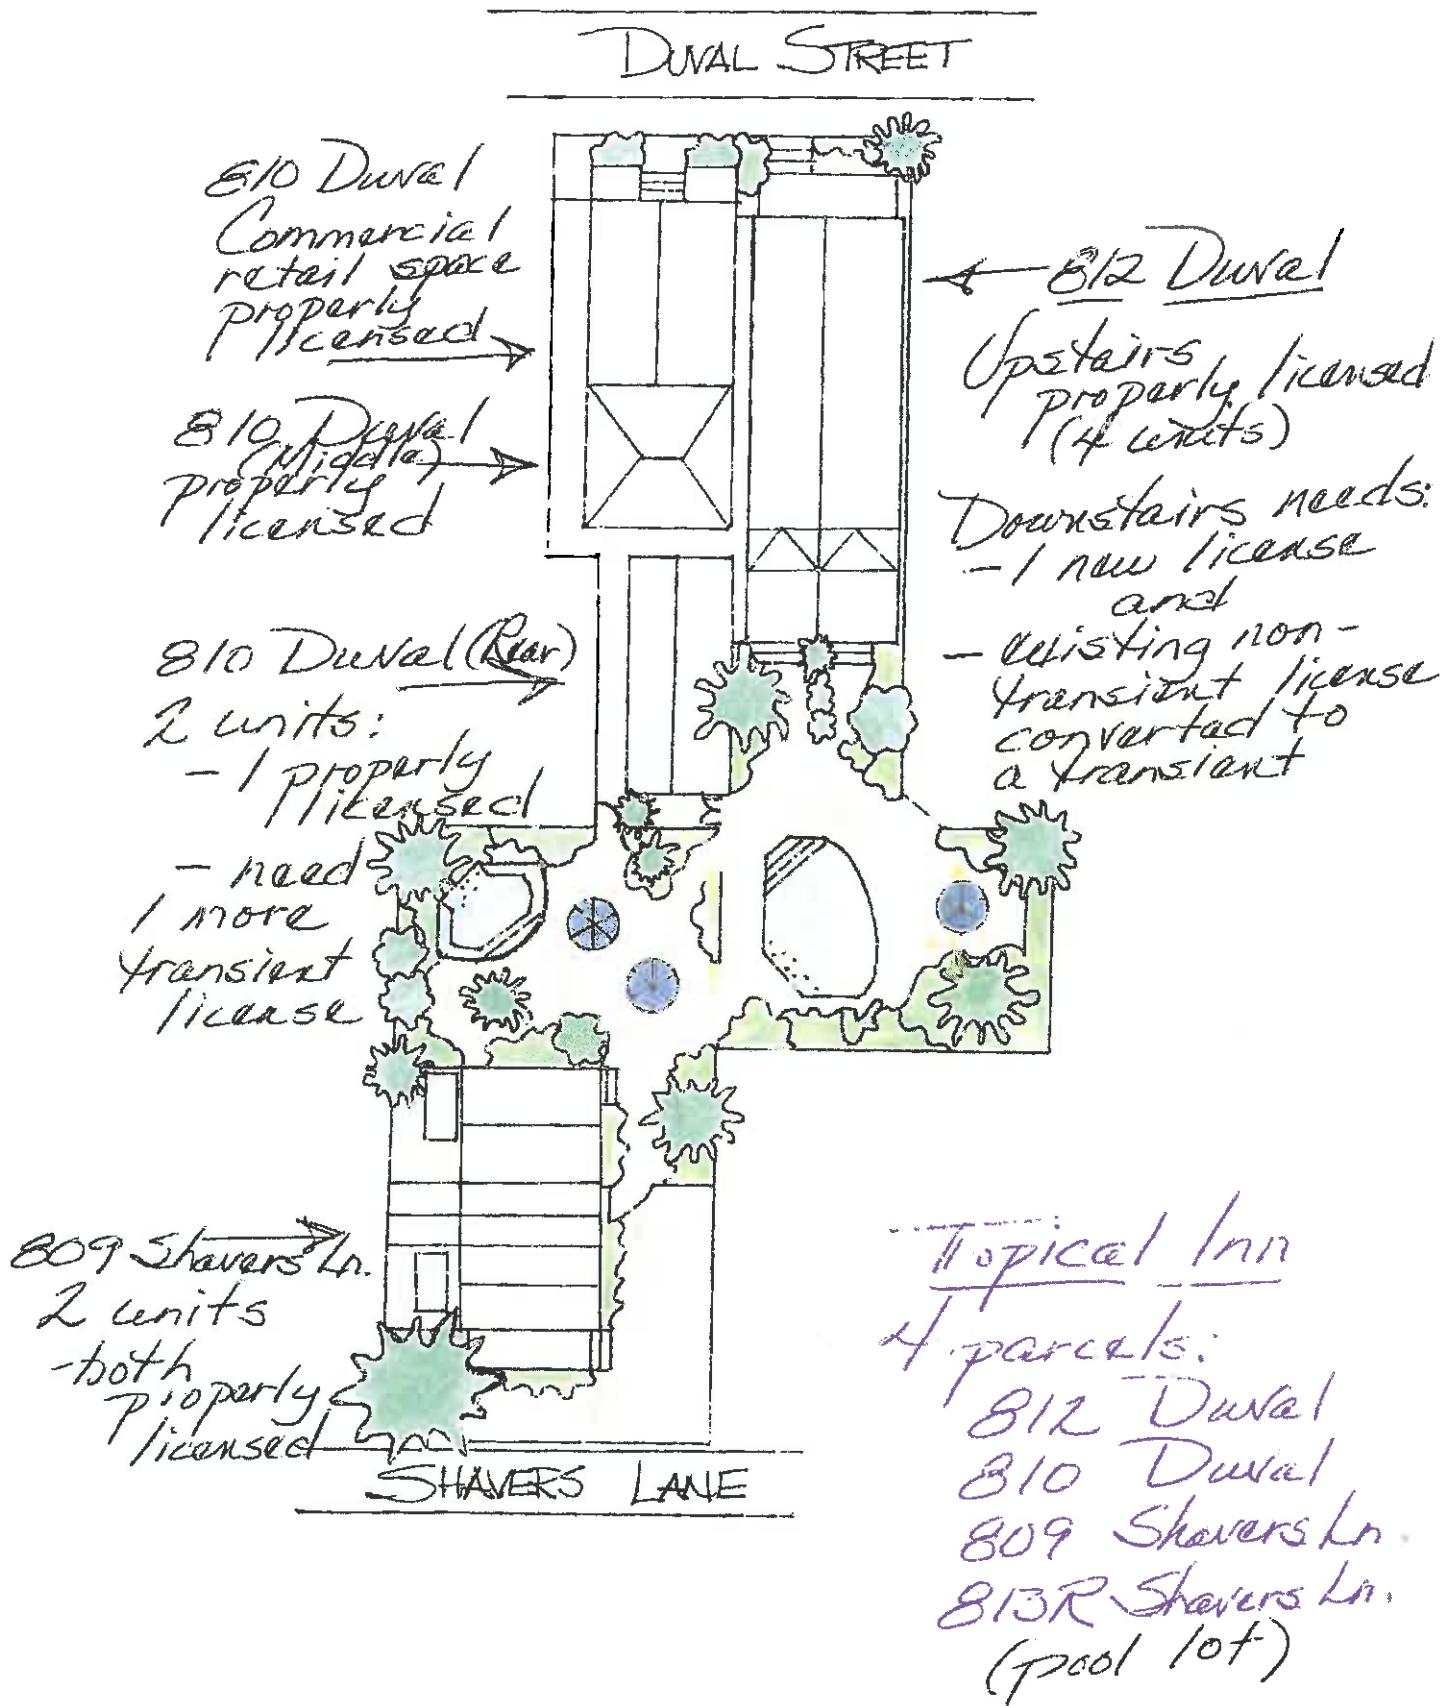 DUVAL STREET
810 Duval
Commercial
retail space
properly
licensed
810 Duval
(Middle)
properly
licensed
810 Duval (Rear)
2 units:
- 1 properly
licensed
- need
1 more
transient
license
809 Shavers Ln.
2 units
- both
properly
licensed
812 Duval
Upstairs
properly licensed
(4 units)
Downstairs needs:
- 1 new license
and
- existing non-
transient license
converted to
a transient
SHAVERS LANE
Topical Inn
4 parcels:
812 Duval
810 Duval
809 Shavers Ln.
813R Shavers Ln.
(pool lot)